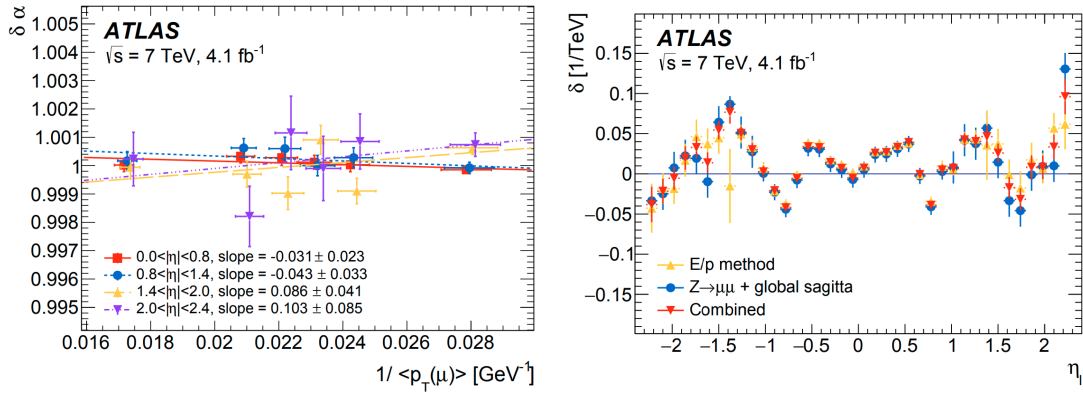 δ α
1.005
1.004
1.003
1.002
1.001
1
0.999
0.998
0.997
0.996
0.995
ATLAS
√s = 7 TeV, 4.1 fb⁻¹
0.0<|η|<0.8, slope = -0.031 ± 0.023
0.8<|η|<1.4, slope = -0.043 ± 0.033
1.4<|η|<2.0, slope = 0.086 ± 0.041
2.0<|η|<2.4, slope = 0.103 ± 0.085
0.016 0.018 0.02 0.022 0.024 0.026 0.028
1/ <p_T(μ)> [GeV⁻¹]
δ [1/TeV]
0.15
0.1
0.05
0
−0.05
−0.1
−0.15
ATLAS
√s = 7 TeV, 4.1 fb⁻¹
E/p method
Z→μμ + global sagitta
Combined
−2 −1.5 −1 −0.5 0 0.5 1 1.5 2
η_l